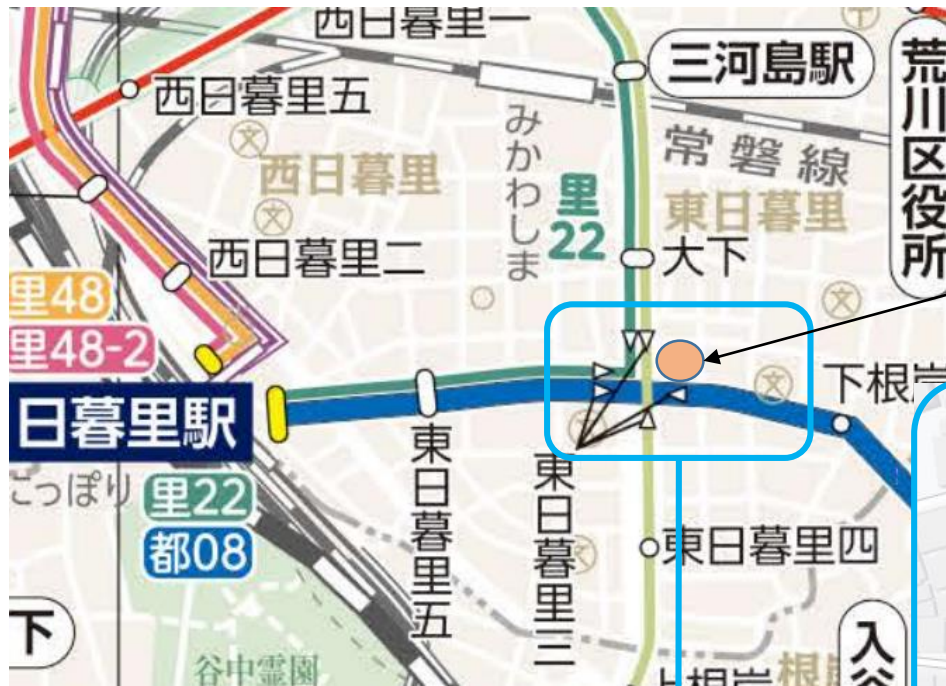 西日暮里一
三河島駅
荒川区役所
西日暮里五
みかわしま
常磐線
西日暮里
里22
東日暮里
西日暮里二
大下
里48
里48-2
下根岸
日暮里駅
東日暮里五
東日暮里三
にっぽり
里22
都08
東日暮里四
下
谷中霊園
上根岸
入谷